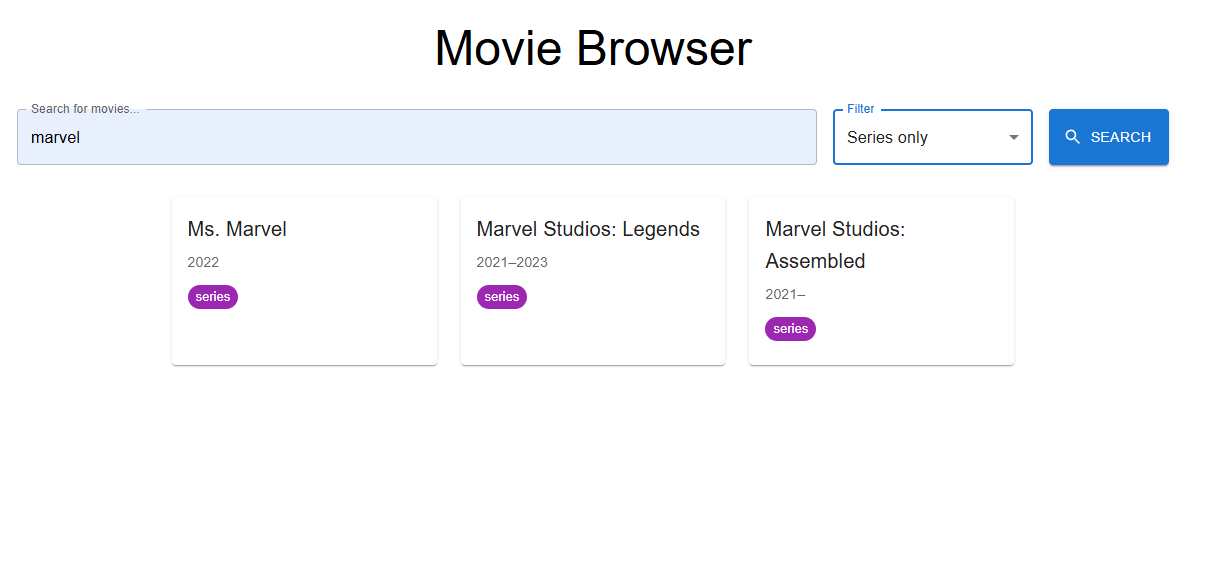 Movie Browser
Search for movies...
marvel
Filter
Series only
SEARCH
Ms. Marvel
2022
series
Marvel Studios: Legends
2021–2023
series
Marvel Studios:
Assembled
2021–
series